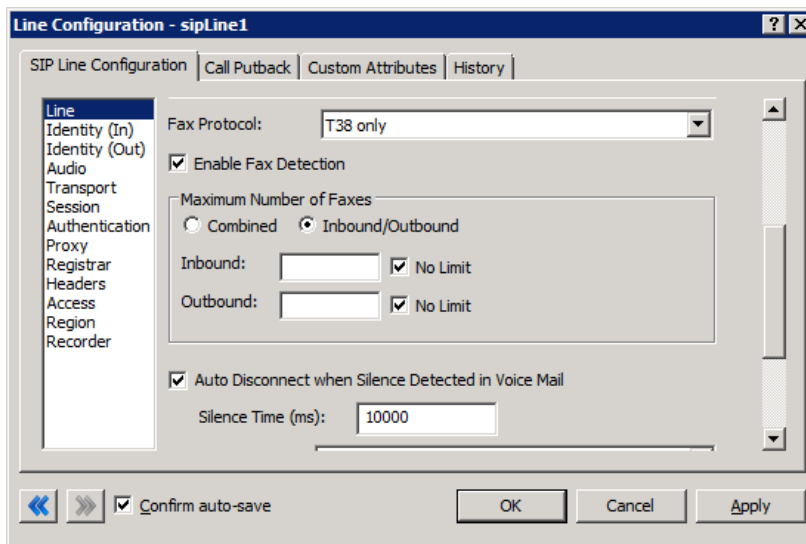 Line Configuration - sipLine1
SIP Line Configuration
Call Putback
Custom Attributes
History
Line
Identity (In)
Identity (Out)
Audio
Transport
Session
Authentication
Proxy
Registrar
Headers
Access
Region
Recorder
Fax Protocol: T38 only
Enable Fax Detection
Maximum Number of Faxes
Combined Inbound/Outbound
Inbound: No Limit
Outbound: No Limit
Auto Disconnect when Silence Detected in Voice Mail
Silence Time (ms): 10000
Confirm auto-save
OK
Cancel
Apply